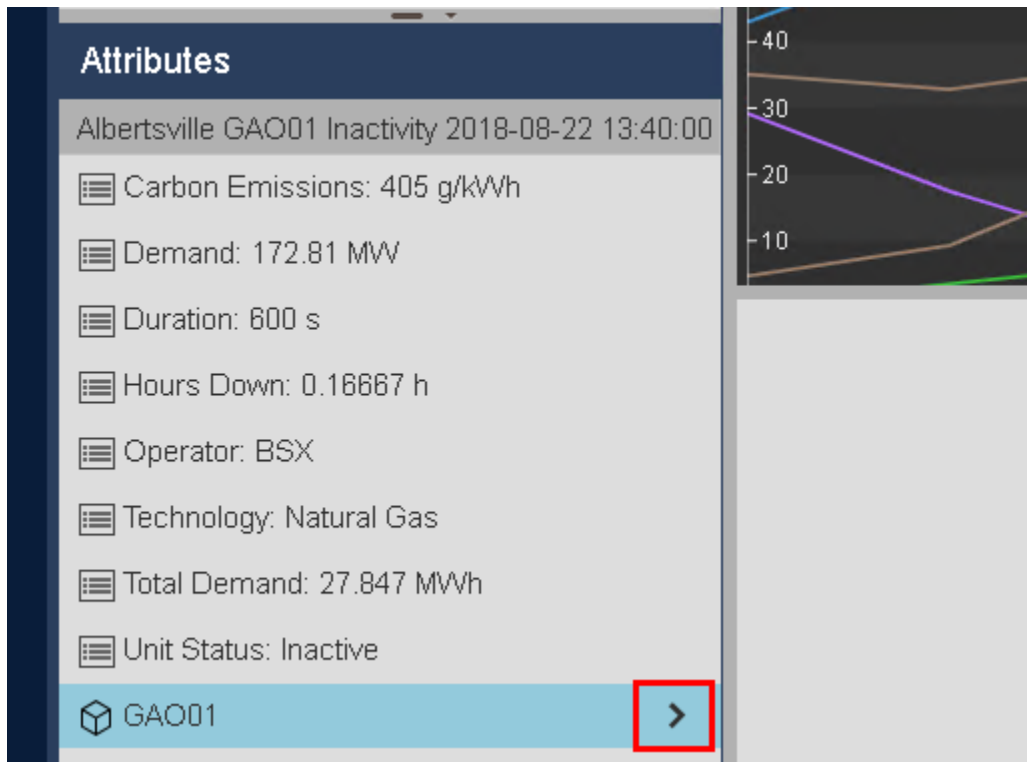 Attributes
Albertsville GAO01 Inactivity 2018-08-22 13:40:00
Carbon Emissions: 405 g/kWh
Demand: 172.81 MW
Duration: 600 s
Hours Down: 0.16667 h
Operator: BSX
Technology: Natural Gas
Total Demand: 27.847 MWh
Unit Status: Inactive
GAO01
40
30
20
10